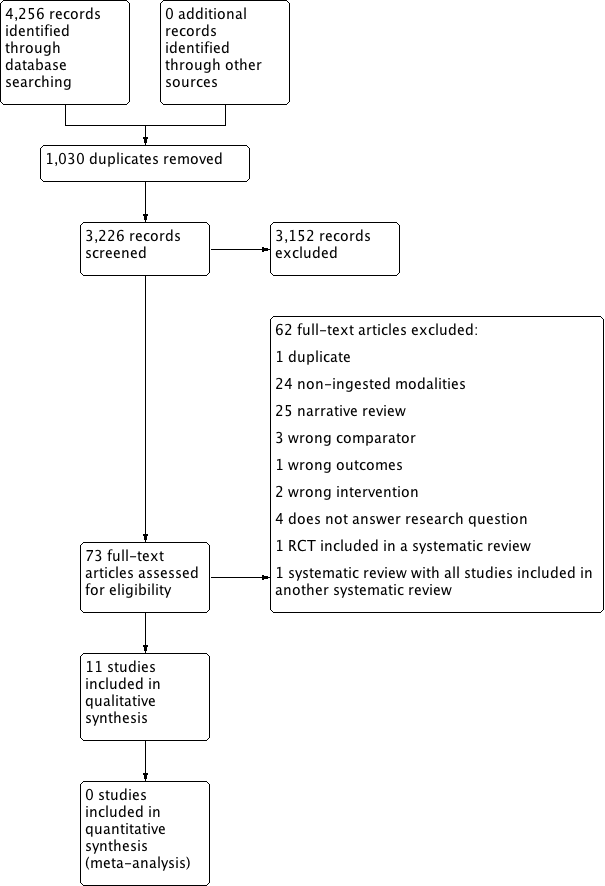 4,256 records
identified
through
database
searching
0 additional
records
identified
through other
sources
1,030 duplicates removed
3,226 records
screened
3,152 records
excluded
62 full-text articles excluded:
1 duplicate
24 non-ingested modalities
25 narrative review
3 wrong comparator
1 wrong outcomes
2 wrong intervention
4 does not answer research question
1 RCT included in a systematic review
1 systematic review with all studies included in
another systematic review
73 full-text
articles assessed
for eligibility
11 studies
included in
qualitative
synthesis
0 studies
included in
quantitative
synthesis
(meta-analysis)